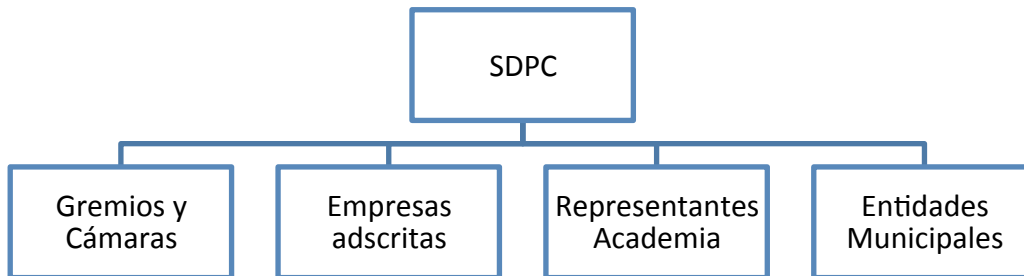 SDPC
Gremios y
Cámaras
Empresas
adscritas
Representantes
Academia
Entidades
Municipales